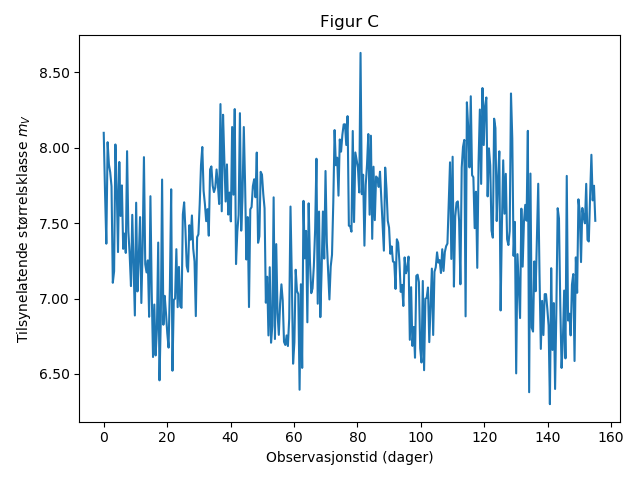 Figur C
Tilsynelatende størrelsklasse $m_V$
8.50
8.00
7.50
7.00
6.50
0 20 40 60 80 100 120 140 160
Observasjonstid (dager)